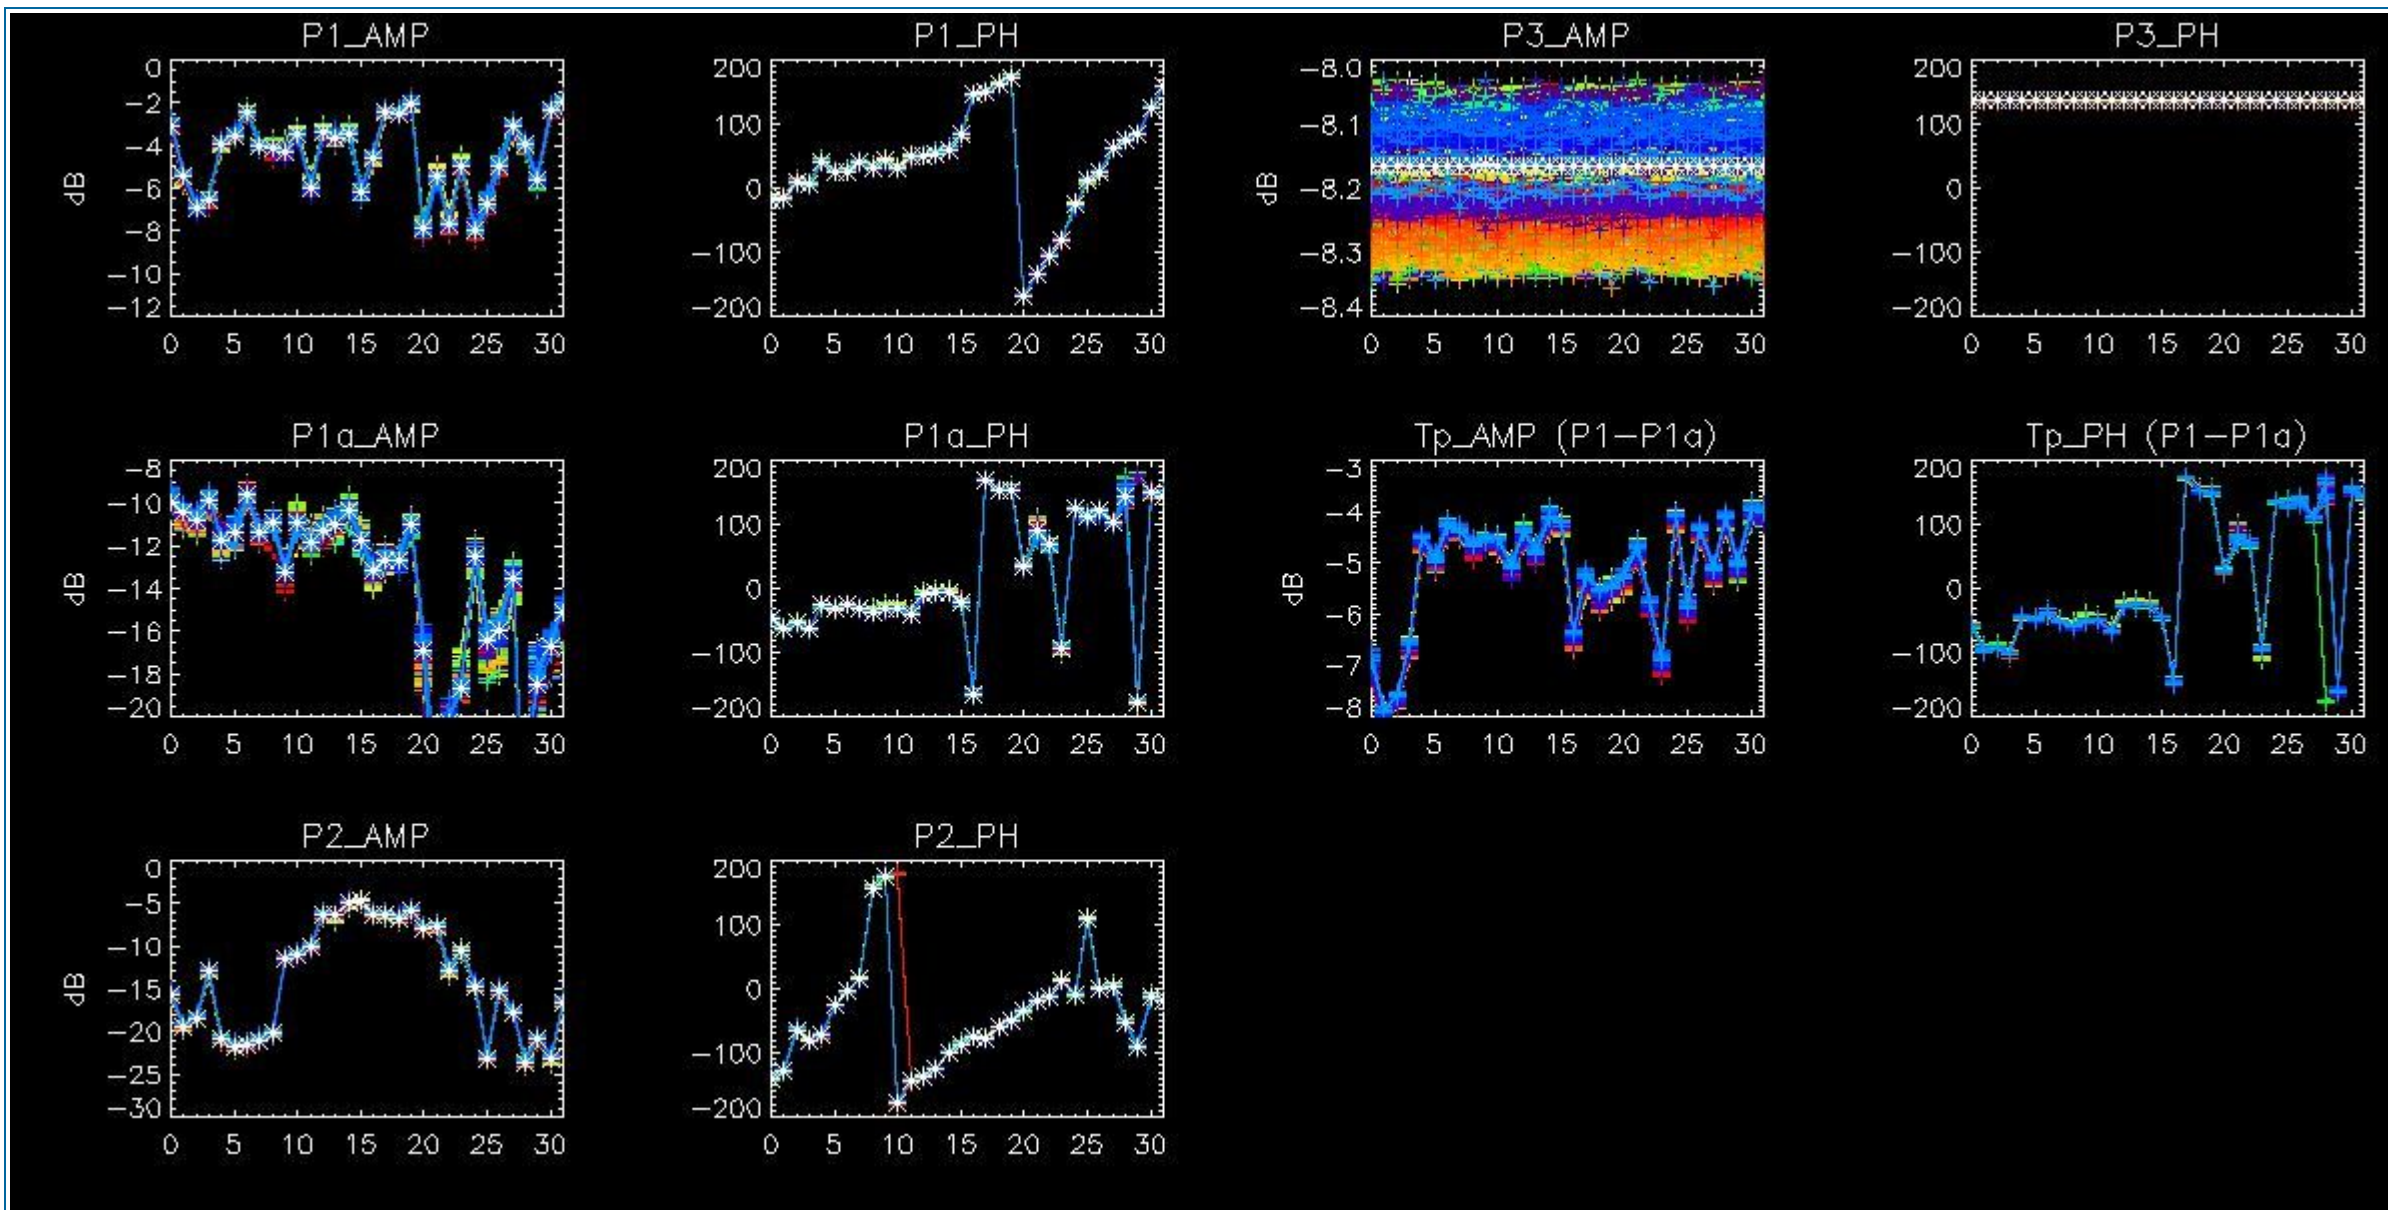 P1_AMP P1_PH P3_AMP P3_PH
0 200 −8.0 200
−2 100 −8.1 100
−4 0 −8.2 0
−6 −100 −8.3 −100
−8 −200 −8.4 −200
−10
−12
dB dB
0 5 10 15 20 25 30 0 5 10 15 20 25 30 0 5 10 15 20 25 30 0 5 10 15 20 25 30
P1a_AMP P1a_PH Tp_AMP (P1−P1a) Tp_PH (P1−P1a)
−8 200 −3 200
−10 100 −4 100
−12 0 −5 0
−14 −100 −6 −100
−16 −200 −7 −200
−18 −8
−20
dB dB
0 5 10 15 20 25 30 0 5 10 15 20 25 30 0 5 10 15 20 25 30 0 5 10 15 20 25 30
P2_AMP P2_PH
0 200
−5 100
−10 0
−15 −100
−20 −200
−25
−30
dB
0 5 10 15 20 25 30 0 5 10 15 20 25 30